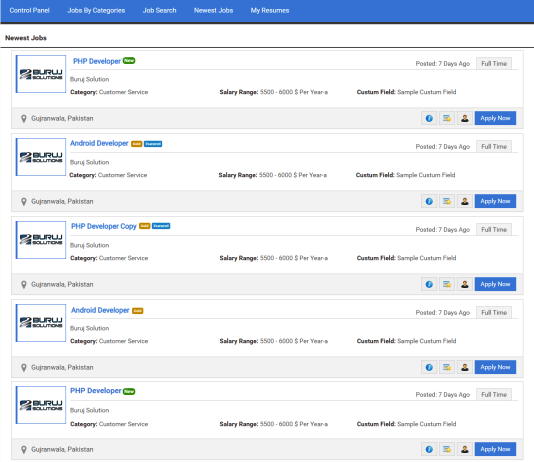 Control Panel Jobs By Categories Job Search Newest Jobs My Resumes
Newest Jobs
PHP Developer New Posted: 7 Days Ago Full Time
BURUJ SOLUTIONS
Buruj Solution
Category: Customer Service Salary Range: 5500 - 6000 $ Per Year-a Custum Field: Sample Custum Field
Gujranwala, Pakistan Apply Now
Android Developer Gold Featured Posted: 7 Days Ago Full Time
BURUJ SOLUTIONS
Buruj Solution
Category: Customer Service Salary Range: 5500 - 6000 $ Per Year-a Custum Field: Sample Custum Field
Gujranwala, Pakistan Apply Now
PHP Developer Copy Gold Featured Posted: 7 Days Ago Full Time
BURUJ SOLUTIONS
Buruj Solution
Category: Customer Service Salary Range: 5500 - 6000 $ Per Year-a Custum Field: Sample Custum Field
Gujranwala, Pakistan Apply Now
Android Developer Gold Posted: 7 Days Ago Full Time
BURUJ SOLUTIONS
Buruj Solution
Category: Customer Service Salary Range: 5500 - 6000 $ Per Year-a Custum Field: Sample Custum Field
Gujranwala, Pakistan Apply Now
PHP Developer New Posted: 7 Days Ago Full Time
BURUJ SOLUTIONS
Buruj Solution
Category: Customer Service Salary Range: 5500 - 6000 $ Per Year-a Custum Field: Sample Custum Field
Gujranwala, Pakistan Apply Now